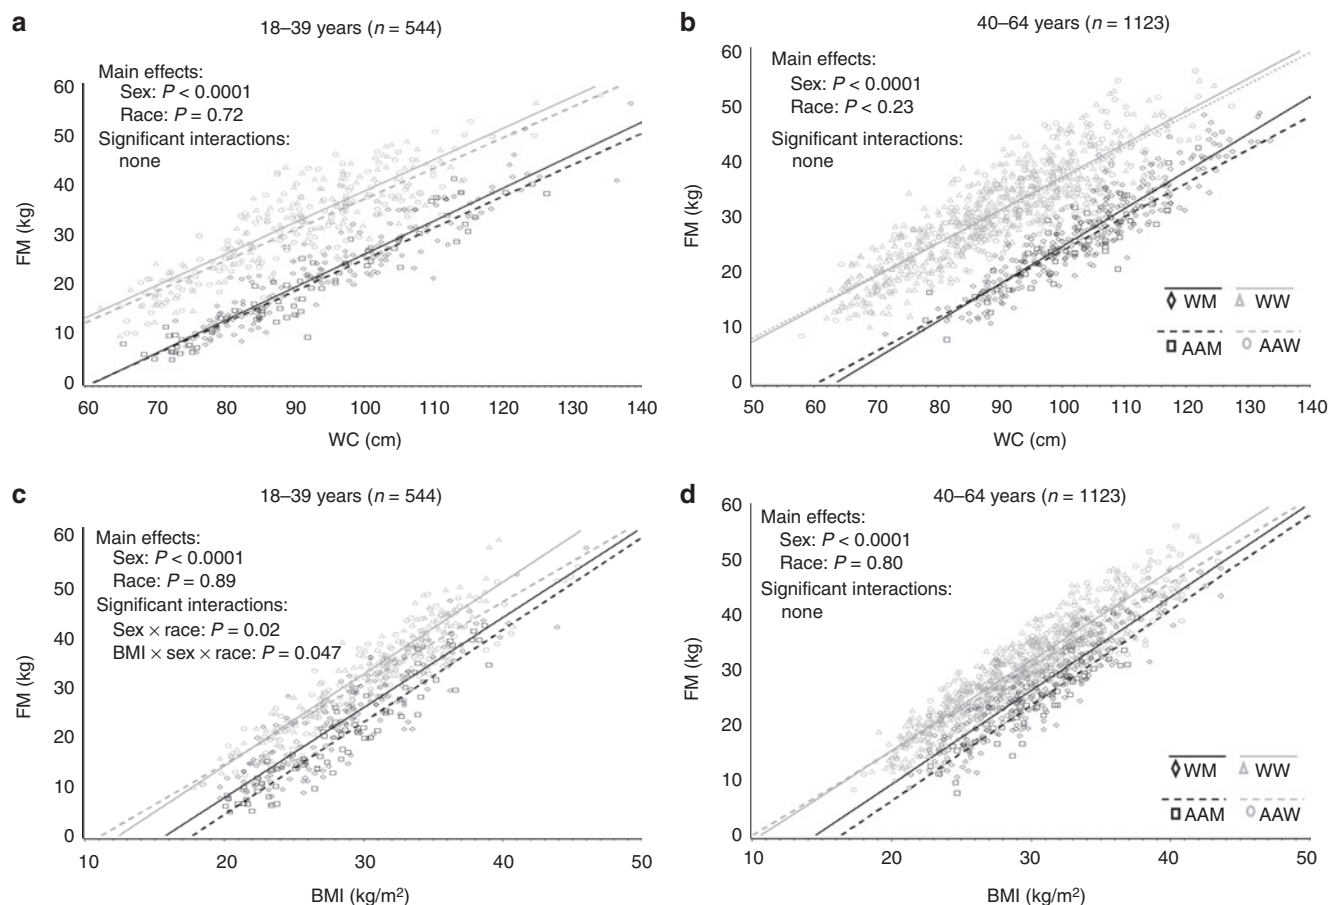 a
18–39 years (n = 544)
Main effects:
Sex: P < 0.0001
Race: P = 0.72
Significant interactions:
none
FM (kg)
60
50
40
30
20
10
0
60 70 80 90 100 110 120 130 140
WC (cm)
b
40–64 years (n = 1123)
Main effects:
Sex: P < 0.0001
Race: P < 0.23
Significant interactions:
none
FM (kg)
60
50
40
30
20
10
0
WM WW
AAM AAW
50 60 70 80 90 100 110 120 130 140
WC (cm)
c
18–39 years (n = 544)
Main effects:
Sex: P < 0.0001
Race: P = 0.89
Significant interactions:
Sex × race: P = 0.02
BMI × sex × race: P = 0.047
FM (kg)
60
50
40
30
20
10
0
10 20 30 40 50
BMI (kg/m²)
d
40–64 years (n = 1123)
Main effects:
Sex: P < 0.0001
Race: P = 0.80
Significant interactions:
none
FM (kg)
60
50
40
30
20
10
0
WM WW
AAM AAW
10 20 30 40 50
BMI (kg/m²)